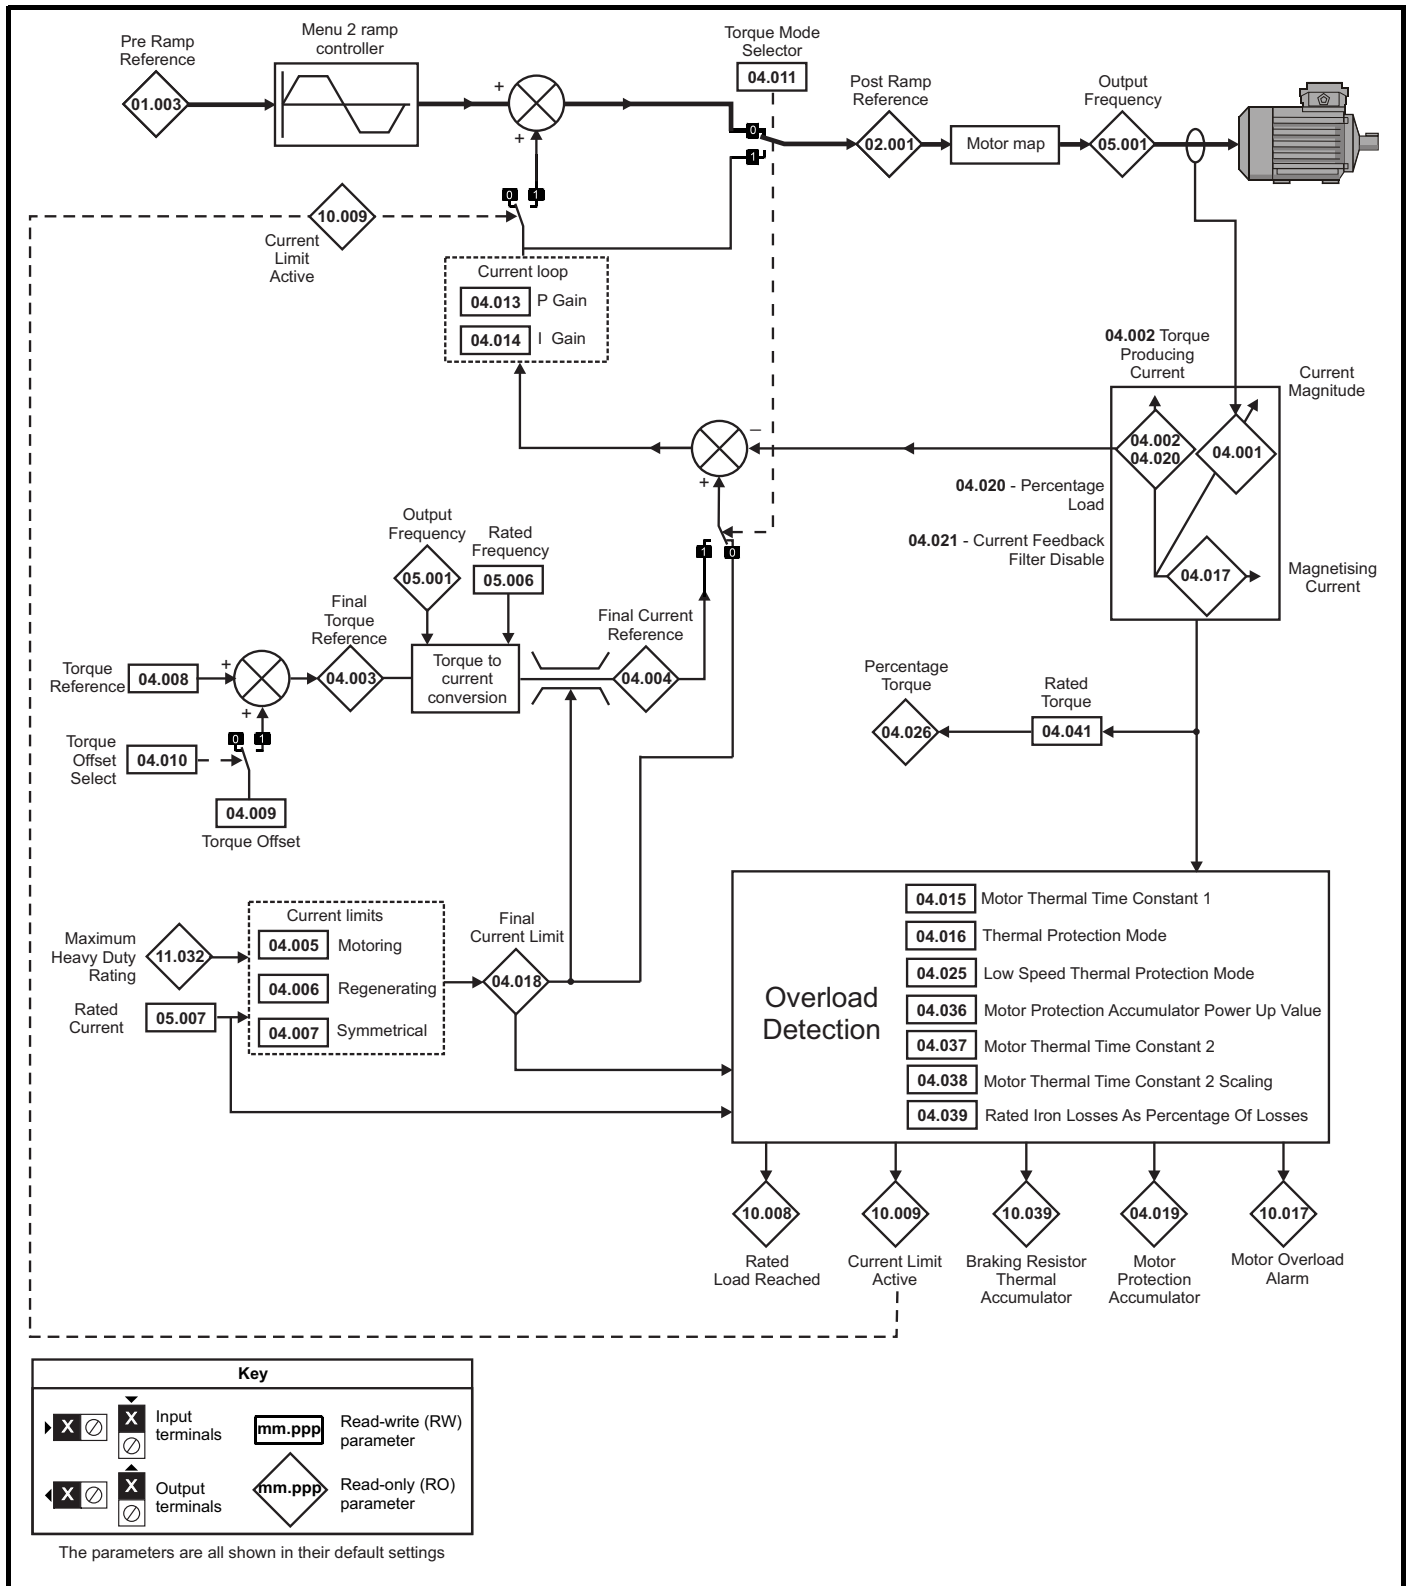 Pre Ramp
Reference
01.003
Menu 2 ramp
controller
+
+
Torque Mode
Selector
04.011
0
1
Post Ramp
Reference
02.001
Motor map
Output
Frequency
05.001
0 1
10.009
Current
Limit
Active
Current loop
04.013 P Gain
04.014 I Gain
04.002 Torque
Producing
Current
Current
Magnitude
04.002
04.020
04.001
04.017
Magnetising
Current
04.020 - Percentage
Load
04.021 - Current Feedback
Filter Disable
–
+
1 0
Output
Frequency
05.001
Rated
Frequency
05.006
Final
Torque
Reference
04.003
Torque to
current
conversion
Final Current
Reference
04.004
Torque
Reference
04.008
+
+
0 1
Torque
Offset
Select
04.010
04.009
Torque Offset
Percentage
Torque
04.026
Rated
Torque
04.041
Maximum
Heavy Duty
Rating
11.032
Rated
Current
05.007
Current limits
04.005 Motoring
04.006 Regenerating
04.007 Symmetrical
Final
Current Limit
04.018
Overload
Detection
04.015 Motor Thermal Time Constant 1
04.016 Thermal Protection Mode
04.025 Low Speed Thermal Protection Mode
04.036 Motor Protection Accumulator Power Up Value
04.037 Motor Thermal Time Constant 2
04.038 Motor Thermal Time Constant 2 Scaling
04.039 Rated Iron Losses As Percentage Of Losses
10.008
Rated
Load Reached
10.009
Current Limit
Active
10.039
Braking Resistor
Thermal
Accumulator
04.019
Motor
Protection
Accumulator
10.017
Motor Overload
Alarm
Key
X
X
Input
terminals
mm.ppp
Read-write (RW)
parameter
X
X
Output
terminals
mm.ppp
Read-only (RO)
parameter
The parameters are all shown in their default settings